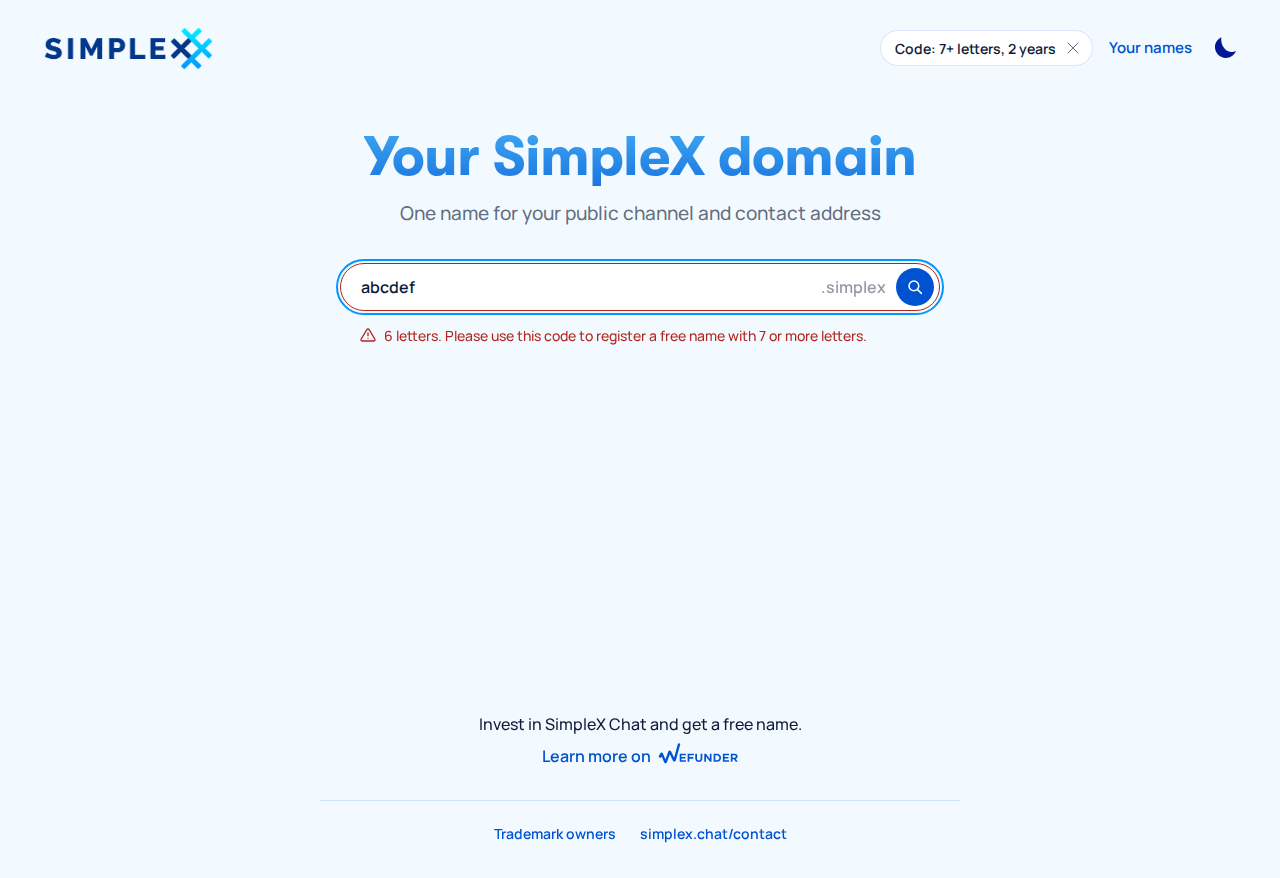 SIMPLEX
Code: 7+ letters, 2 years
Your names
Your SimpleX domain
One name for your public channel and contact address
abcdef
.simplex
6 letters. Please use this code to register a free name with 7 or more letters.
Invest in SimpleX Chat and get a free name.
Learn more on WEFUNDER
Trademark owners
simplex.chat/contact